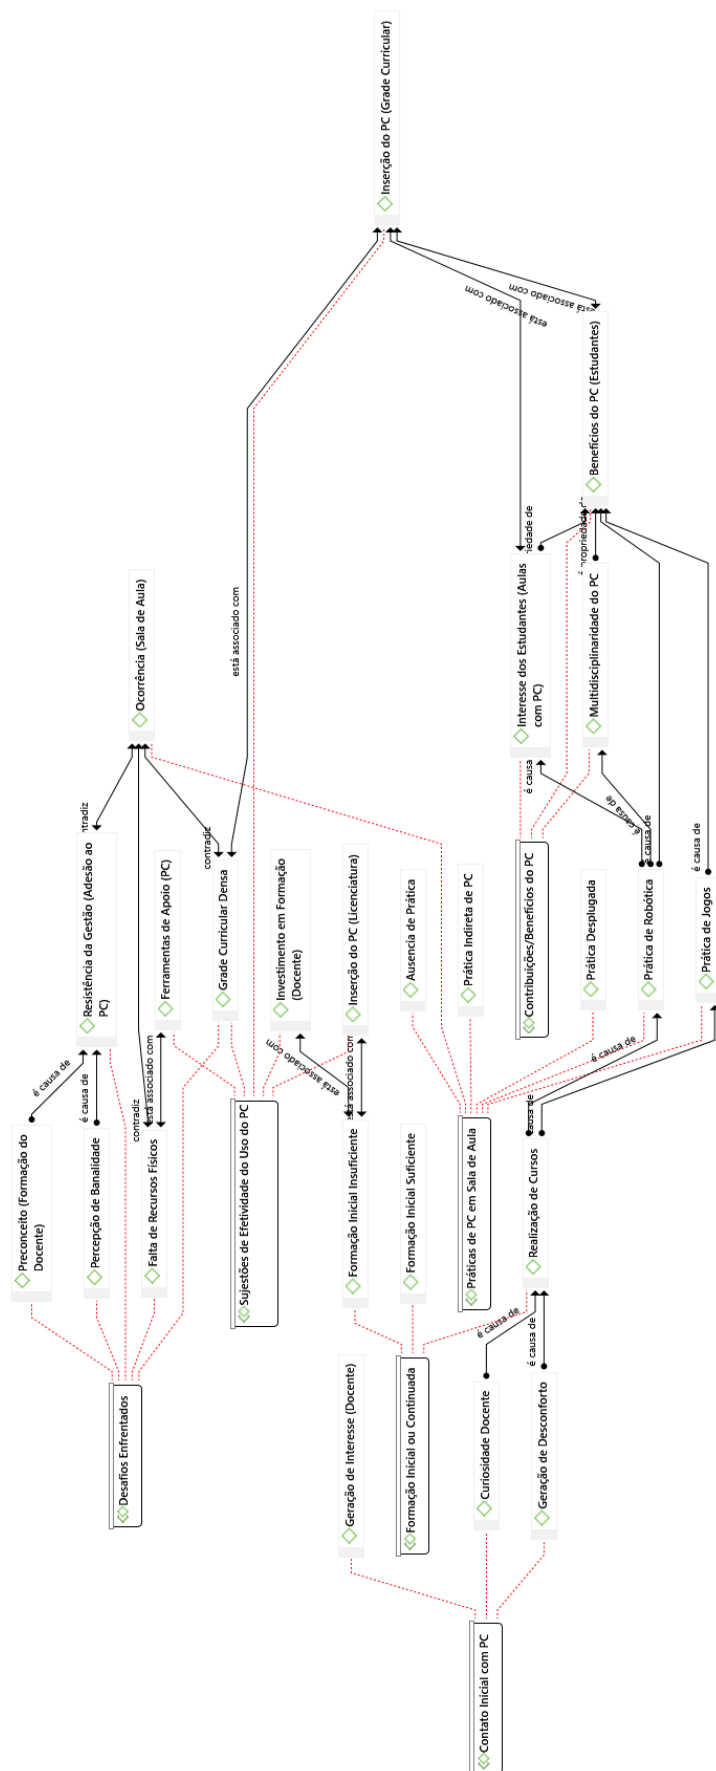 Inserção do PC (Grade Curricular)
está associado com
está associado com
Benefícios do PC (Estudantes)
está associado com
Ocorrência (Sala de Aula)
Interesse dos Estudantes (Aulas
com PC)
Multidisciplinaridade do PC
é causa
é causa de
é causa de
é causa de
contradiz
Resistência da Gestão (Adesão ao
PC)
Ferramentas de Apoio (PC)
Grade Curricular Densa
Investimento em Formação
(Docente)
Inserção do PC (Licenciatura)
Ausencia de Prática
Prática Indireta de PC
Contribuições/Benefícios do PC
Prática Desplugada
Prática de Robótica
Prática de Jogos
é causa de
é causa de
contradiz
está associado com
está associado com
está associado com
é causa de
causa de
Preconceito (Formação do
Docente)
Percepção de Banalidade
Falta de Recursos Físicos
Sujestões de Efetividade do Uso do PC
Formação Inicial Insuficiente
Formação Inicial Suficiente
Práticas de PC em Sala de Aula
Realização de Cursos
é causa de
é causa de
Desafios Enfrentados
Geração de Interesse (Docente)
Formação Inicial ou Continuada
Curiosidade Docente
Geração de Desconforto
Contato Inicial com PC